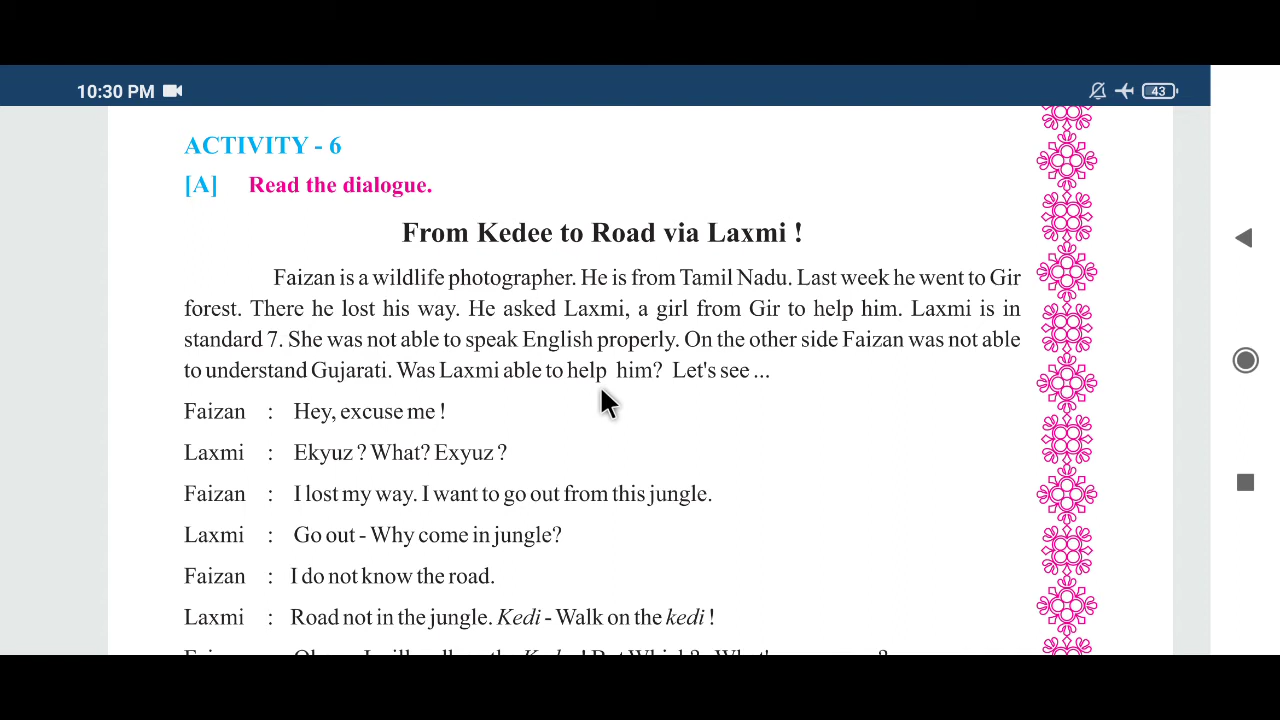 10:30 PM
43
ACTIVITY - 6
[A] Read the dialogue.
From Kedee to Road via Laxmi !
Faizan is a wildlife photographer. He is from Tamil Nadu. Last week he went to Gir
forest. There he lost his way. He asked Laxmi, a girl from Gir to help him. Laxmi is in
standard 7. She was not able to speak English properly. On the other side Faizan was not able
to understand Gujarati. Was Laxmi able to help him? Let's see ...
Faizan : Hey, excuse me !
Laxmi : Ekyuz ? What? Exyuz ?
Faizan : I lost my way. I want to go out from this jungle.
Laxmi : Go out - Why come in jungle?
Faizan : I do not know the road.
Laxmi : Road not in the jungle. Kedi - Walk on the kedi !